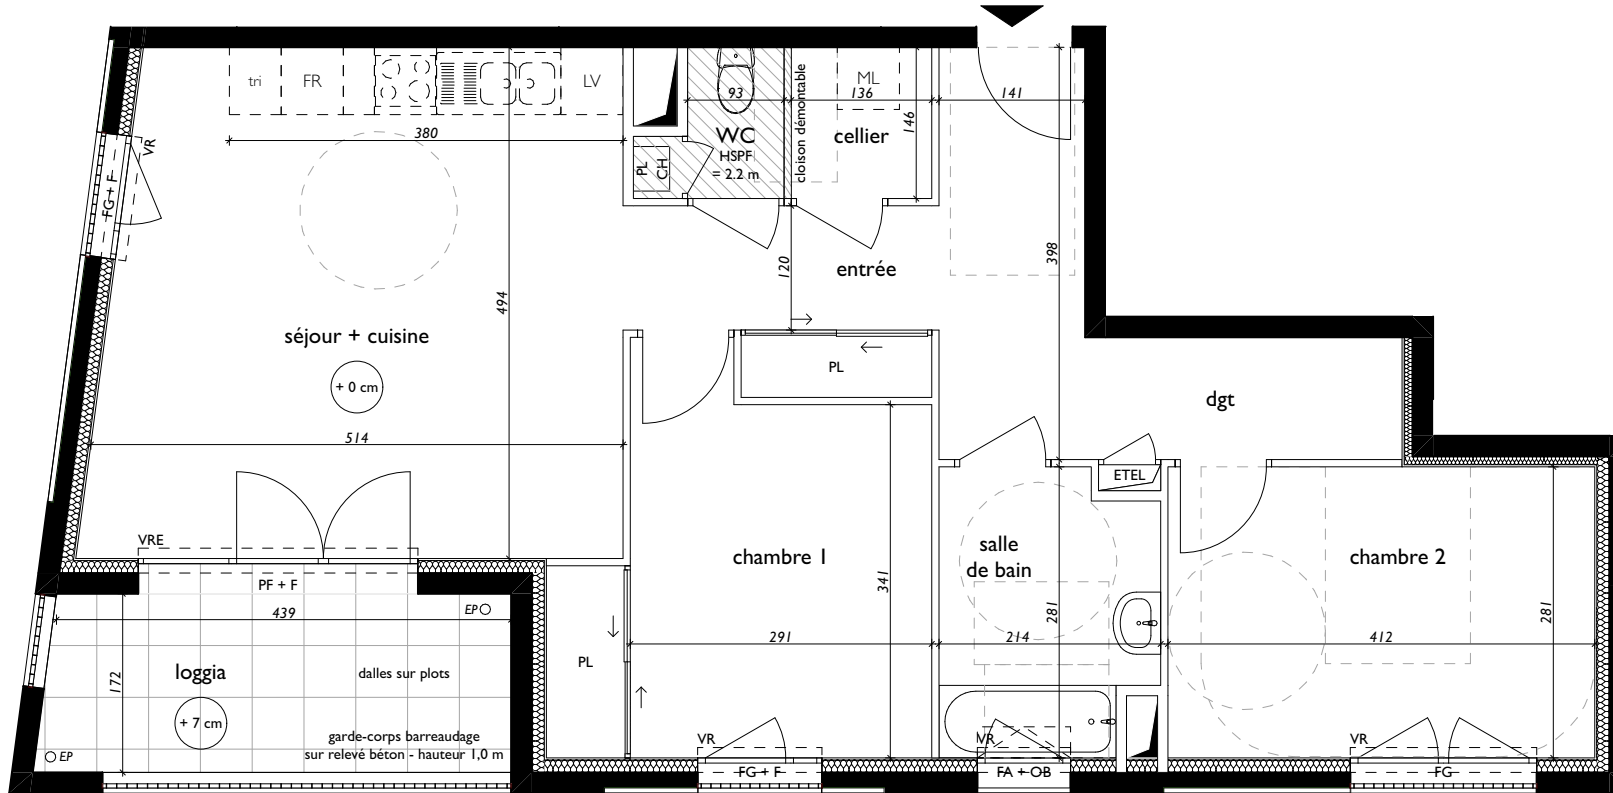 tri
FR
LV
ML
93
136
141
380
146
WC
HSPF
= 2.2 m
cloison démontable
cellier
PL
CH
VR
FG + F
494
120
entrée
398
séjour + cuisine
+ 0 cm
PL
dgt
514
ETEL
VRE
PF + F
439
EP
chambre 1
341
salle
de bain
281
chambre 2
281
291
214
412
PL
172
loggia
dalles sur plots
+ 7 cm
garde-corps barreaudage
sur relevé béton - hauteur 1,0 m
EP
VR
FG + F
VR
FA + OB
VR
FG